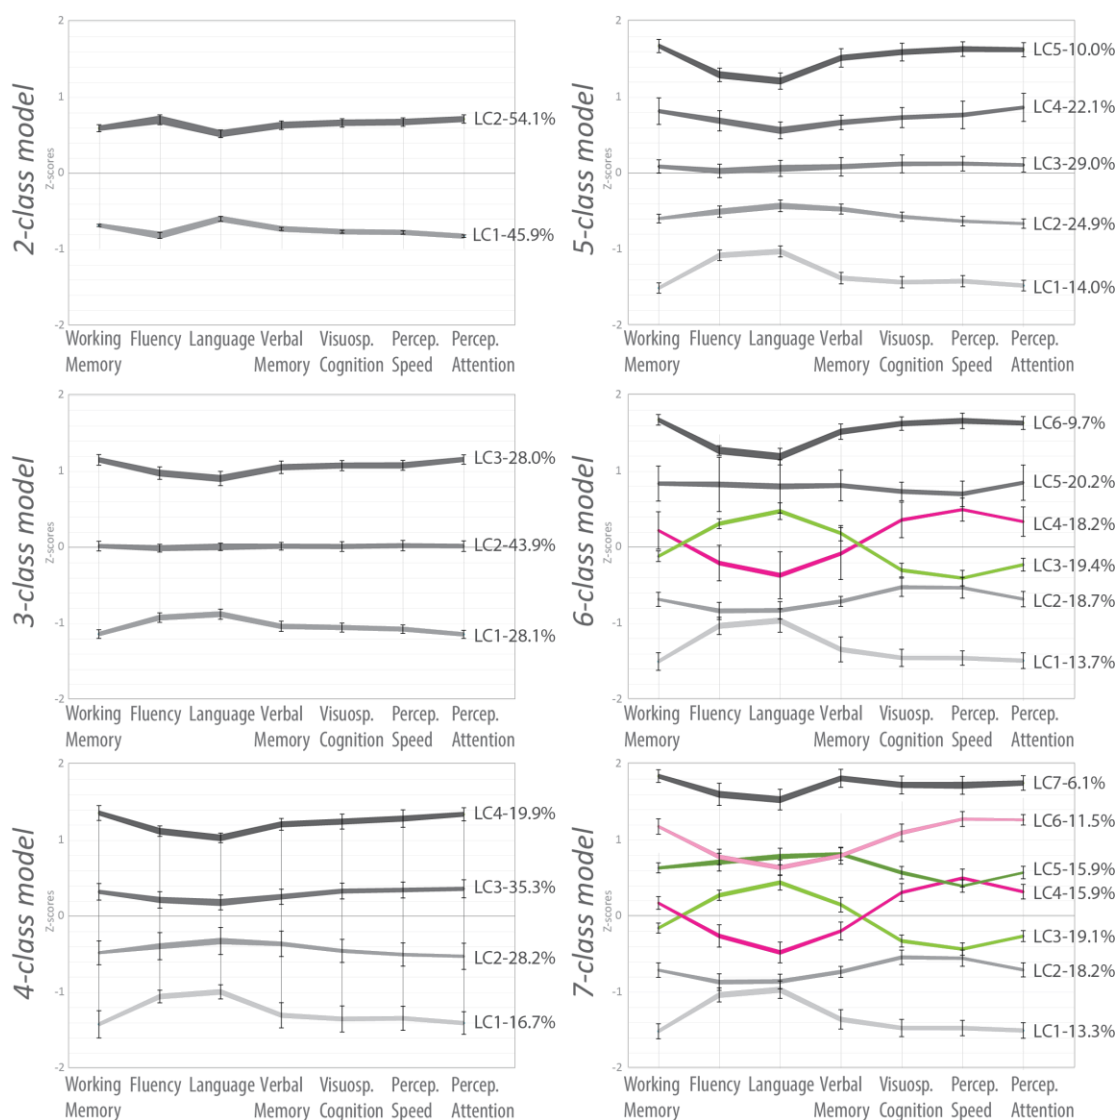 2-class model
Z-scores
2
1
0
-1
-2
LC2-54.1%
LC1-45.9%
Working Memory
Fluency
Language
Verbal Memory
Visuosp. Cognition
Percep. Speed
Percep. Attention
5-class model
Z-scores
2
1
0
-1
-2
LC5-10.0%
LC4-22.1%
LC3-29.0%
LC2-24.9%
LC1-14.0%
Working Memory
Fluency
Language
Verbal Memory
Visuosp. Cognition
Percep. Speed
Percep. Attention
3-class model
Z-scores
2
1
0
-1
-2
LC3-28.0%
LC2-43.9%
LC1-28.1%
Working Memory
Fluency
Language
Verbal Memory
Visuosp. Cognition
Percep. Speed
Percep. Attention
6-class model
Z-scores
2
1
0
-1
-2
LC6-9.7%
LC5-20.2%
LC4-18.2%
LC3-19.4%
LC2-18.7%
LC1-13.7%
Working Memory
Fluency
Language
Verbal Memory
Visuosp. Cognition
Percep. Speed
Percep. Attention
4-class model
Z-scores
2
1
0
-1
-2
LC4-19.9%
LC3-35.3%
LC2-28.2%
LC1-16.7%
Working Memory
Fluency
Language
Verbal Memory
Visuosp. Cognition
Percep. Speed
Percep. Attention
7-class model
Z-scores
2
1
0
-1
-2
LC7-6.1%
LC6-11.5%
LC5-15.9%
LC4-15.9%
LC3-19.1%
LC2-18.2%
LC1-13.3%
Working Memory
Fluency
Language
Verbal Memory
Visuosp. Cognition
Percep. Speed
Percep. Attention